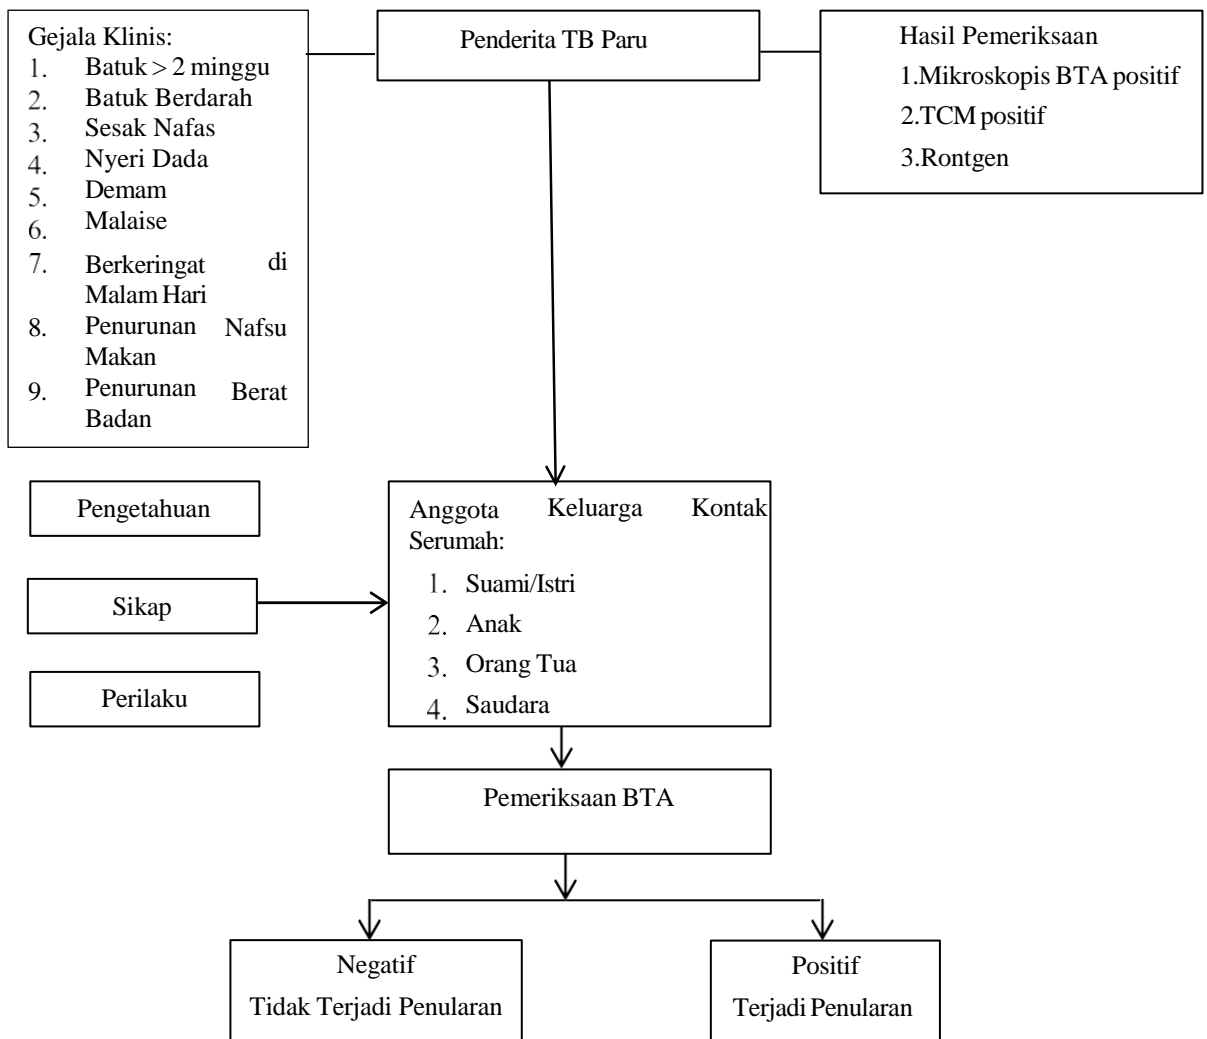 Gejala Klinis:
1. Batuk > 2 minggu
2. Batuk Berdarah
3. Sesak Nafas
4. Nyeri Dada
5. Demam
6. Malaise
7. Berkeringat di
Malam Hari
8. Penurunan Nafsu
Makan
9. Penurunan Berat
Badan
Penderita TB Paru
Hasil Pemeriksaan
1.Mikroskopis BTA positif
2.TCM positif
3.Rontgen
Pengetahuan
Sikap
Perilaku
Anggota Keluarga Kontak
Serumah:
1. Suami/Istri
2. Anak
3. Orang Tua
4. Saudara
Pemeriksaan BTA
Negatif
Tidak Terjadi Penularan
Positif
Terjadi Penularan